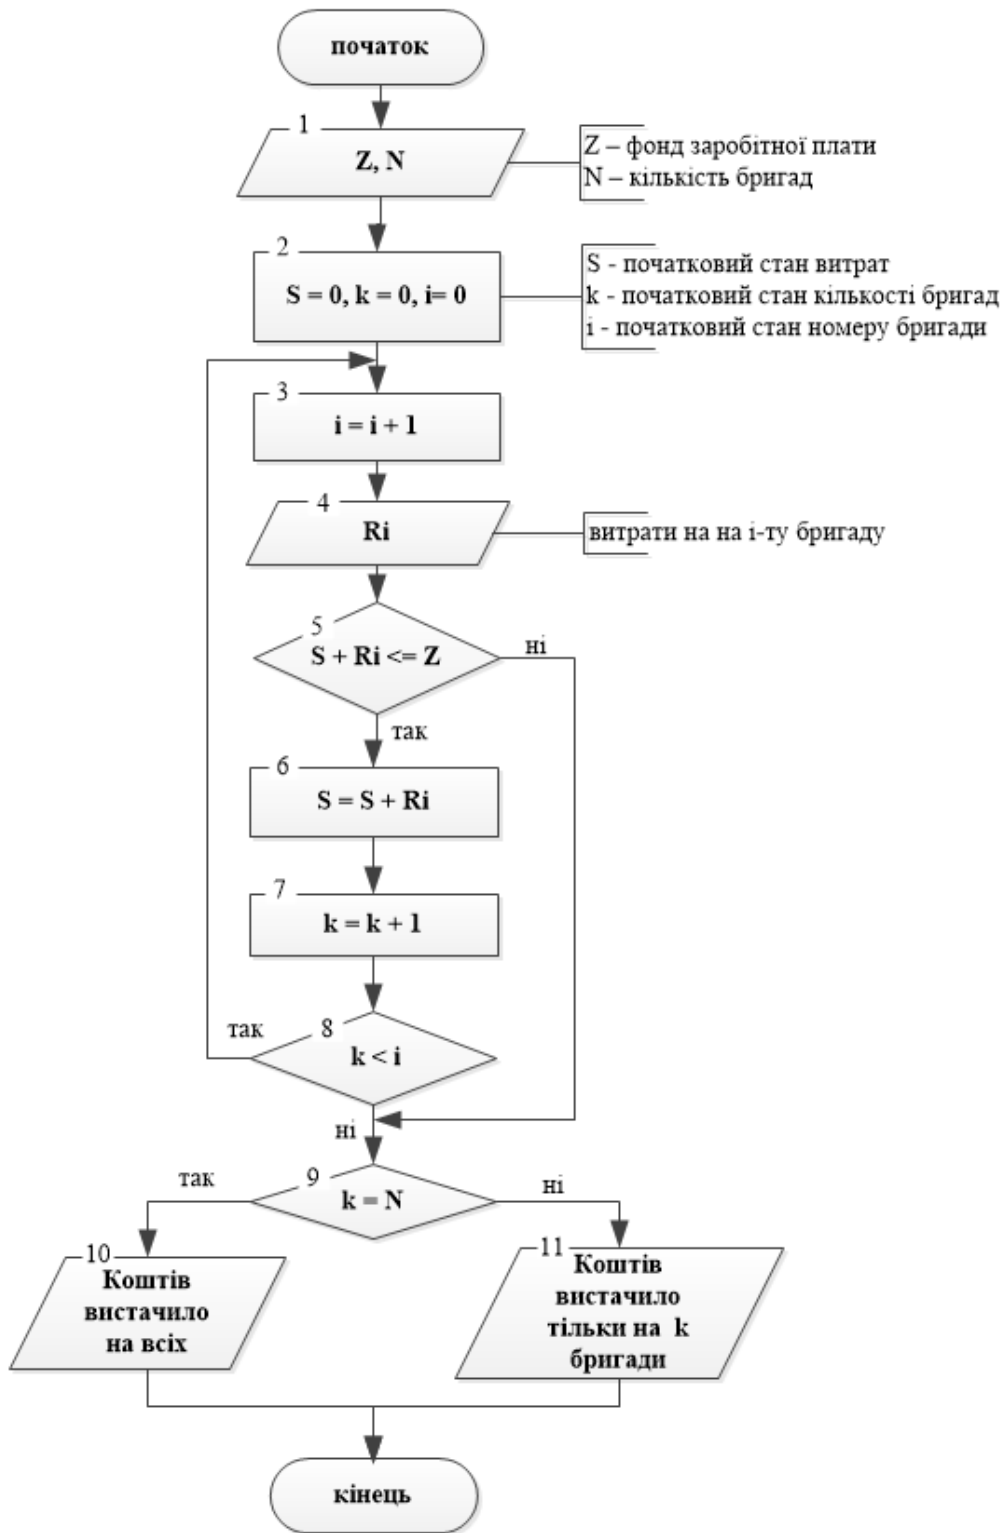 початок
1
Z, N
Z – фонд заробітної плати
N – кількість бригад
2
S = 0, k = 0, i= 0
S - початковий стан витрат
k - початковий стан кількості бригад
i - початковий стан номеру бригади
3
i = i + 1
4
Ri
витрати на на i-ту бригаду
5
S + Ri <= Z
ні
так
6
S = S + Ri
7
k = k + 1
8
так
k < i
ні
9
так
k = N
ні
10
Коштів
вистачило
на всіх
11
Коштів
вистачило
тільки на k
бригади
кінець